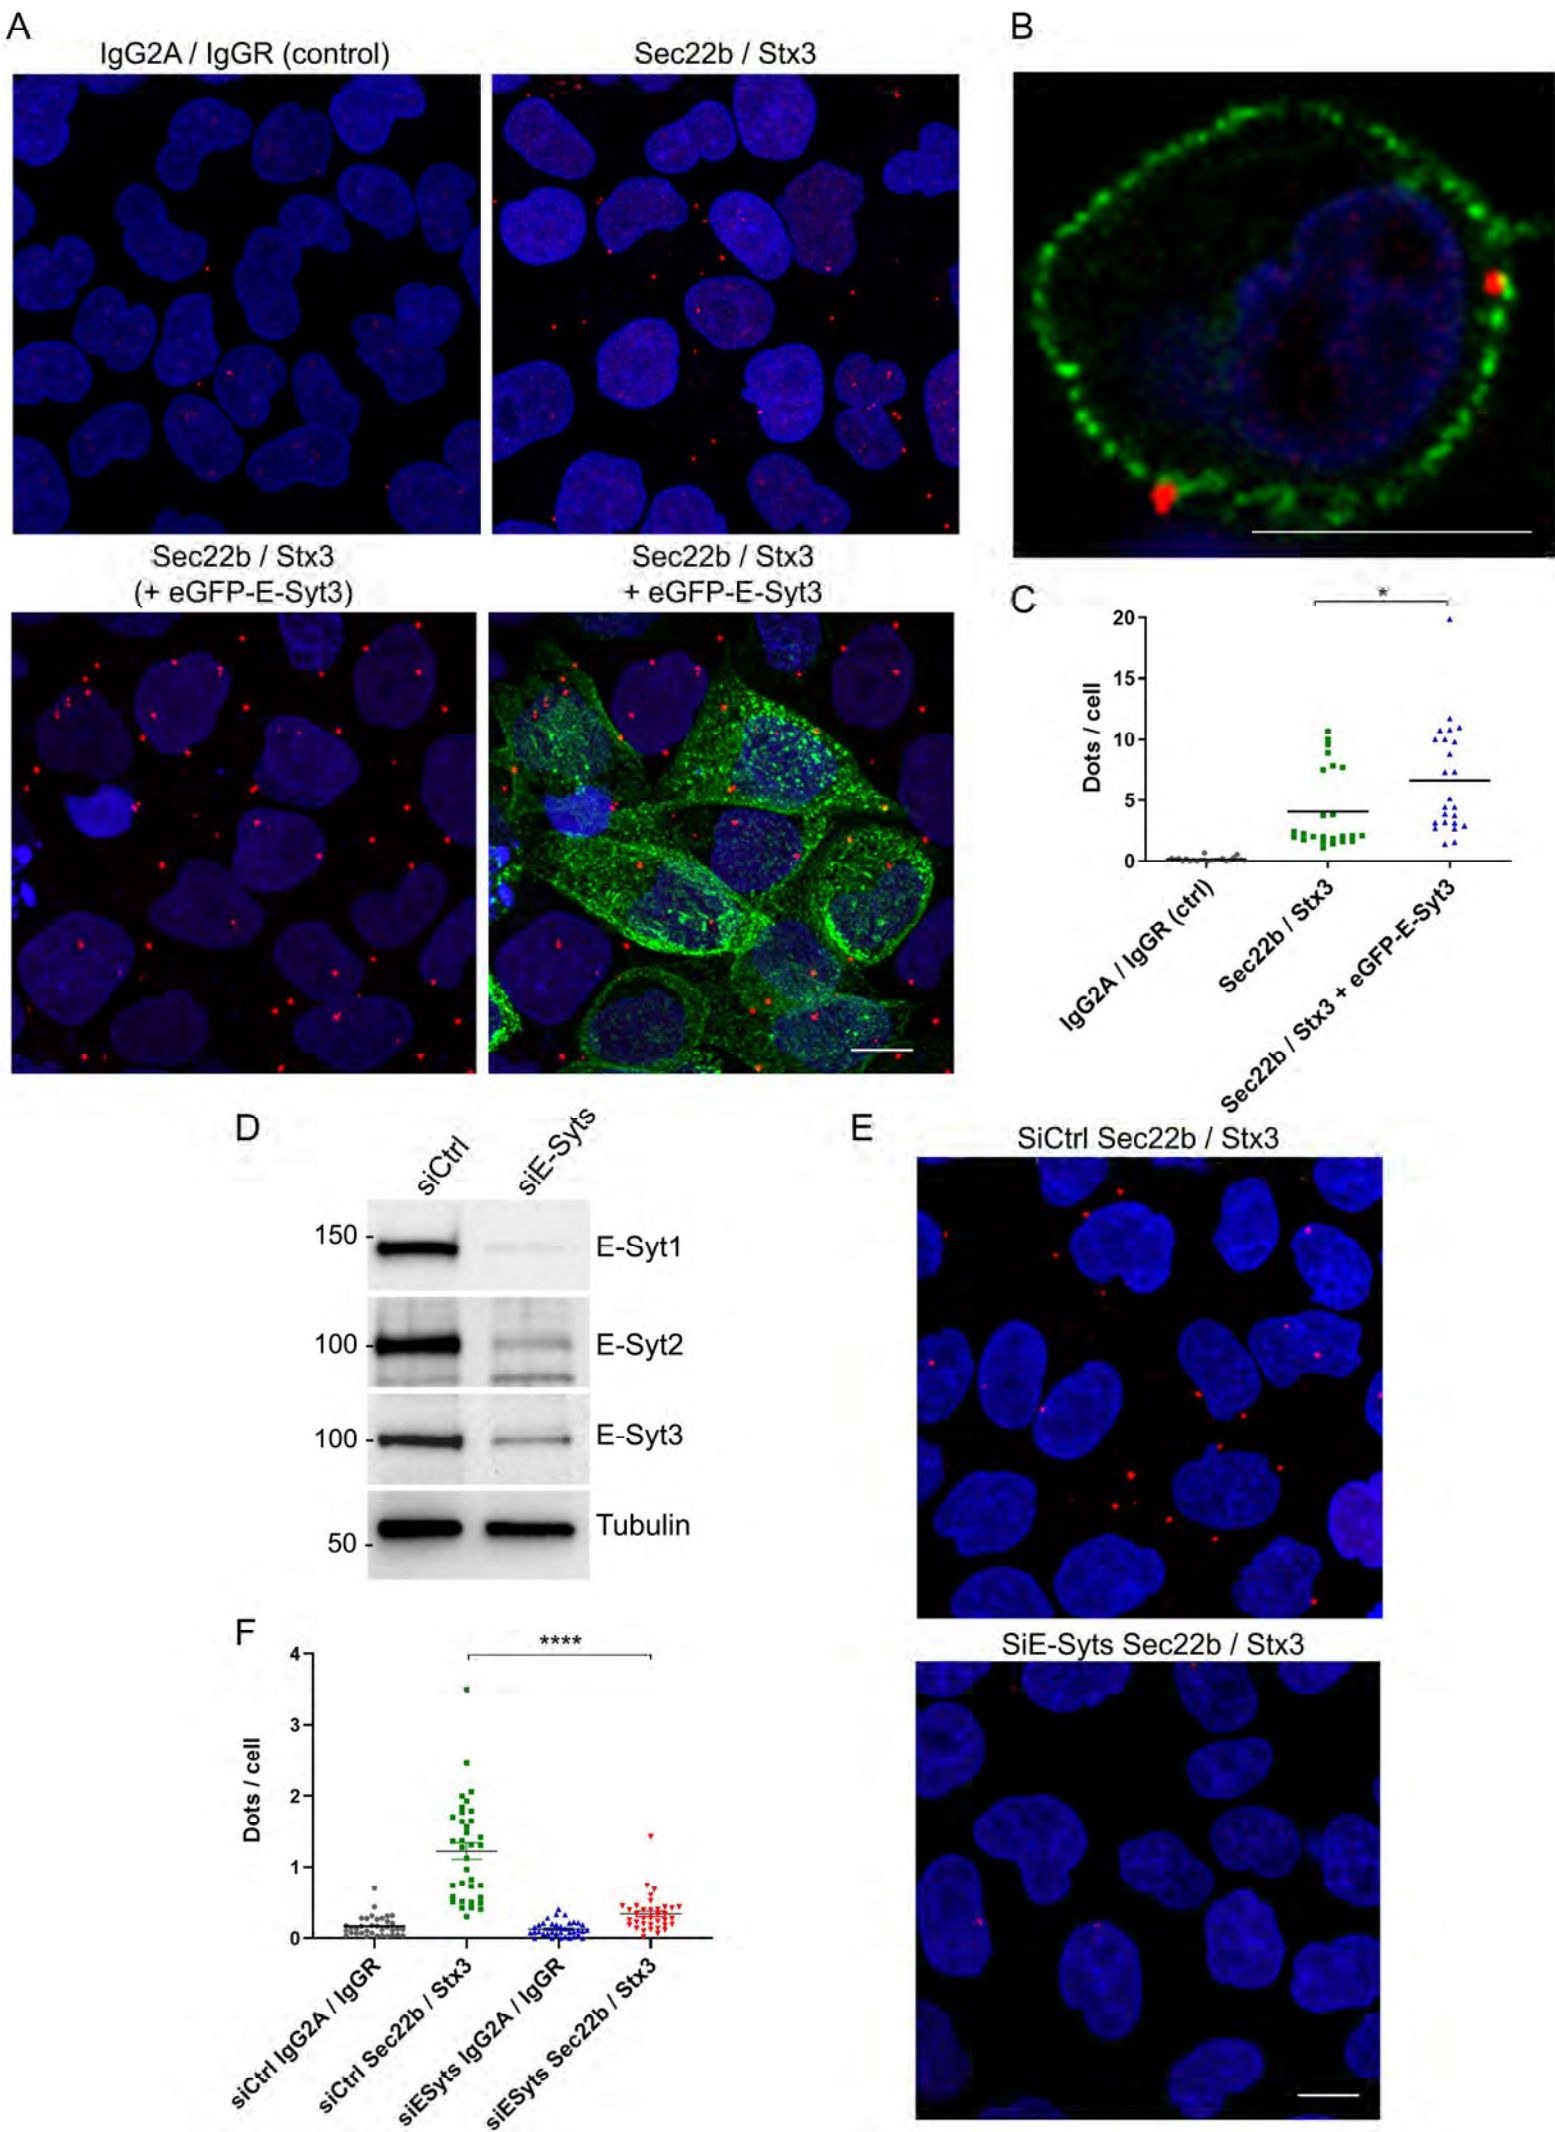 A
IgG2A / IgGR (control)
Sec22b / Stx3
Sec22b / Stx3
(+ eGFP-E-Syt3)
Sec22b / Stx3
+ eGFP-E-Syt3
B
C
*
20
15
10
5
0
Dots / cell
IgG2A / IgGR (ctrl)
Sec22b / Stx3
Sec22b / Stx3 + eGFP-E-Syt3
D
siCtrl
siE-Syts
150
E-Syt1
100
E-Syt2
100
E-Syt3
50
Tubulin
E
SiCtrl Sec22b / Stx3
SiE-Syts Sec22b / Stx3
F
****
4
3
2
1
0
Dots / cell
siCtrl IgG2A / IgGR
siCtrl Sec22b / Stx3
siESyts IgG2A / IgGR
siESyts Sec22b / Stx3